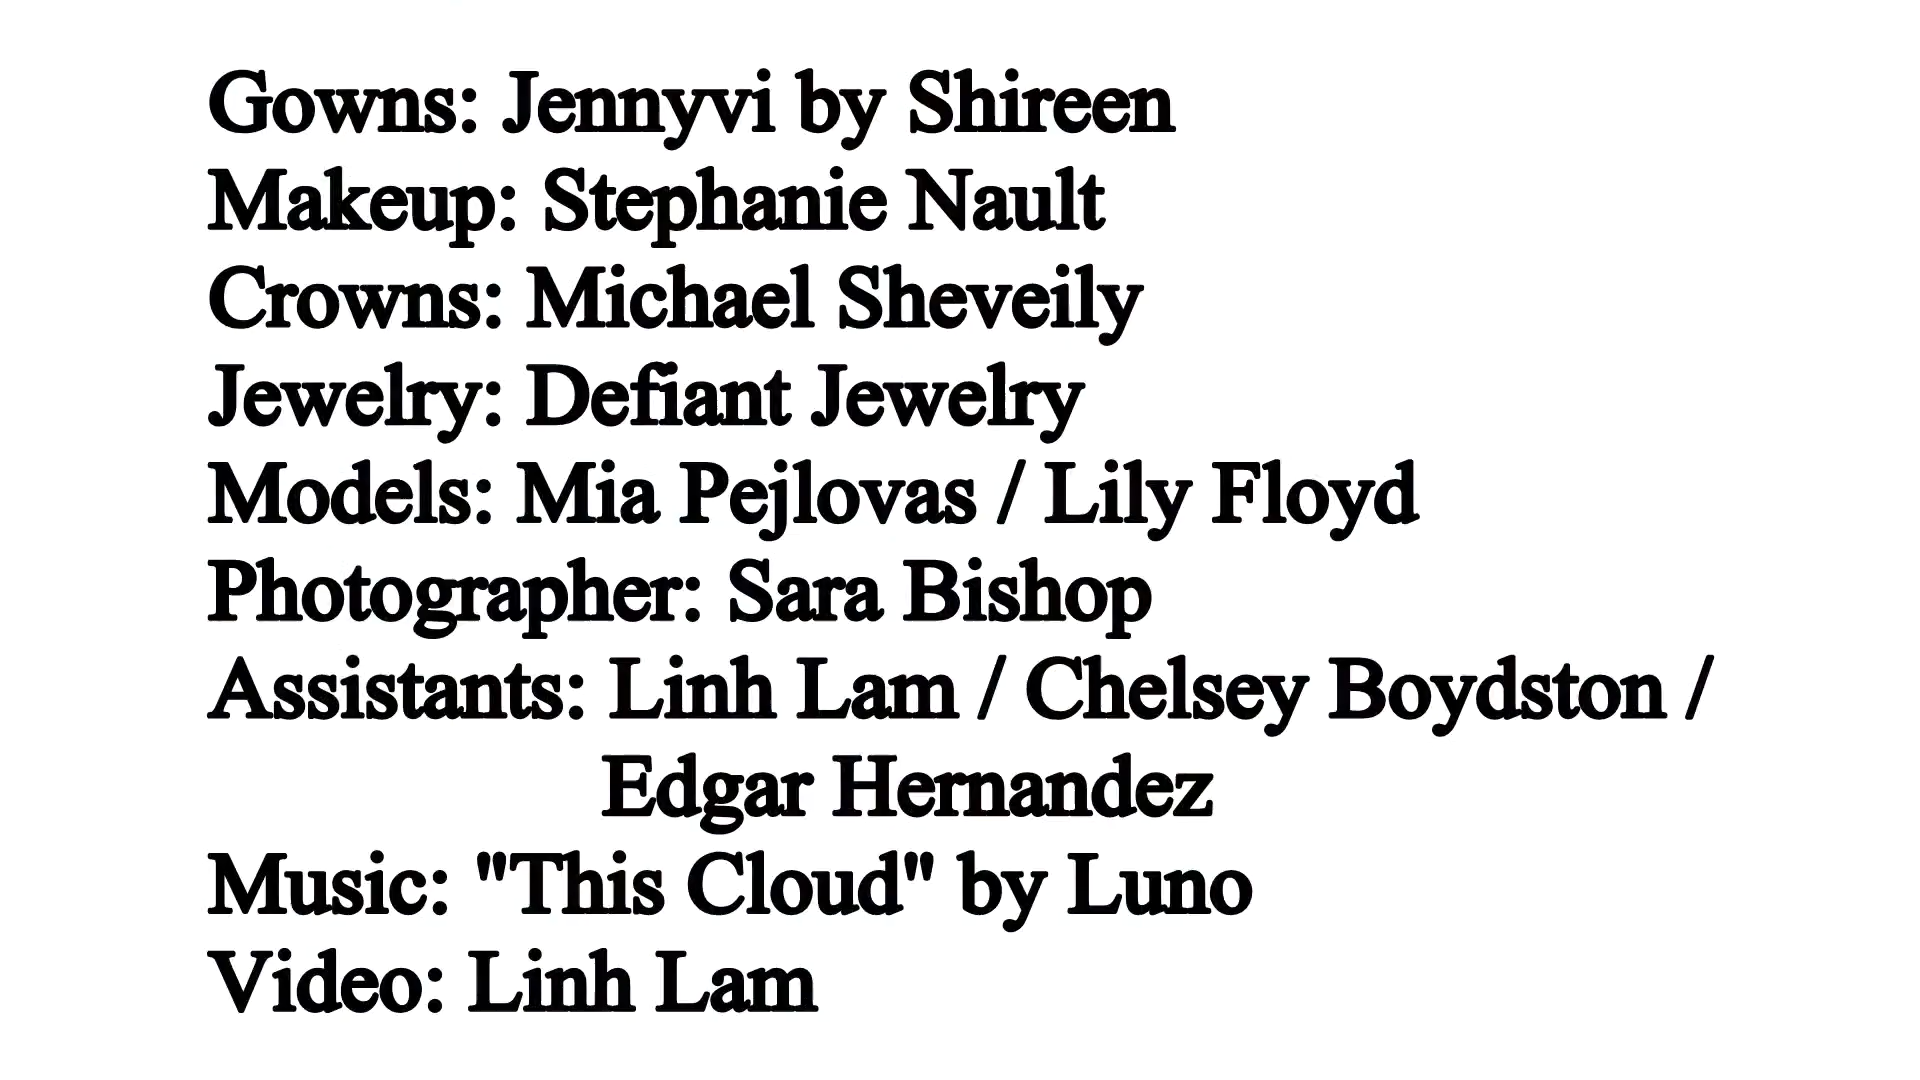 Gowns: Jennyvi by Shireen
Makeup: Stephanie Nault
Crowns: Michael Sheveily
Jewelry: Defiant Jewelry
Models: Mia Pejlovas / Lily Floyd
Photographer: Sara Bishop
Assistants: Linh Lam / Chelsey Boydston /
Edgar Hernandez
Music: "This Cloud" by Luno
Video: Linh Lam